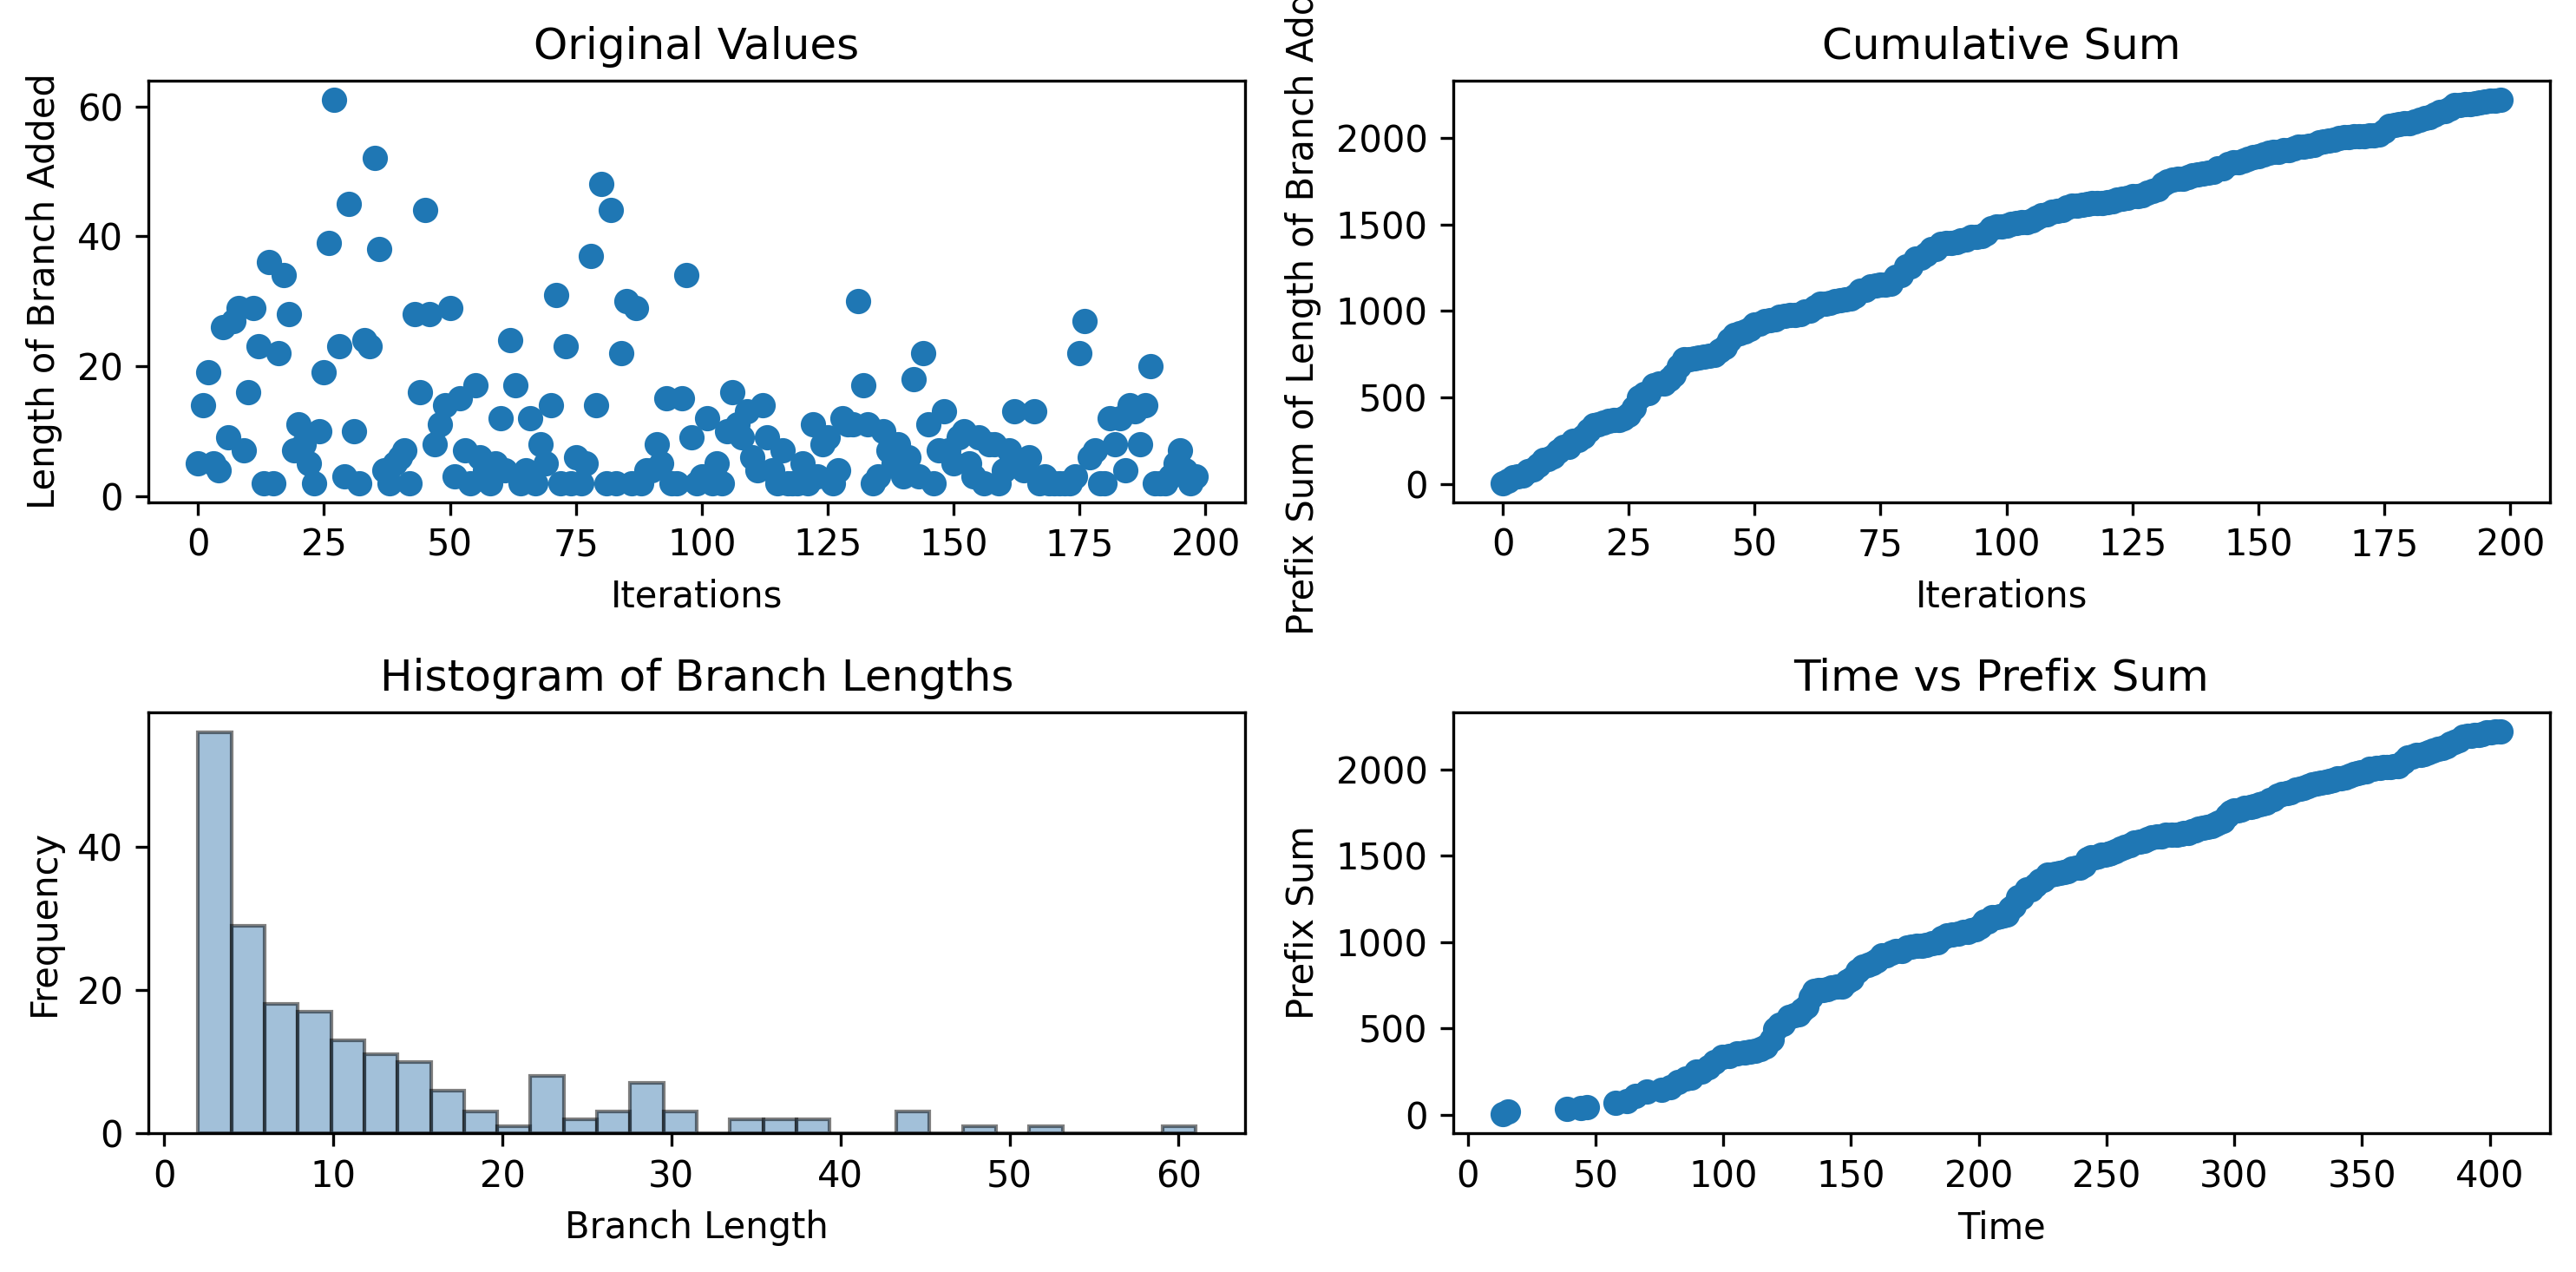 Original Values
Length of Branch Added
60
40
20
0
0 25 50 75 100 125 150 175 200
Iterations
Cumulative Sum
Prefix Sum of Length of Branch
2000
1500
1000
500
0
0 25 50 75 100 125 150 175 200
Iterations
Histogram of Branch Lengths
Frequency
40
20
0
0 10 20 30 40 50 60
Branch Length
Time vs Prefix Sum
Prefix Sum
2000
1500
1000
500
0
0 50 100 150 200 250 300 350 400
Time